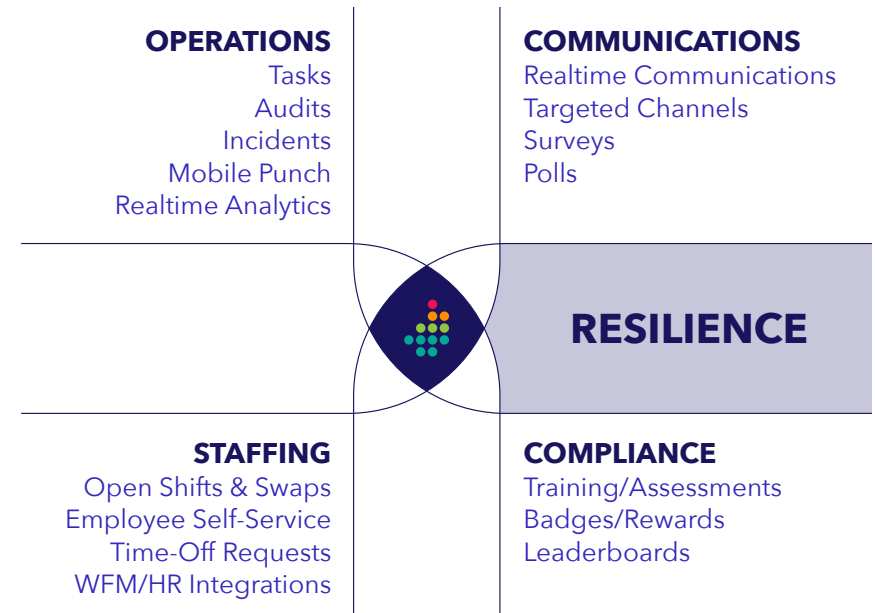 OPERATIONS
Tasks
Audits
Incidents
Mobile Punch
Realtime Analytics
COMMUNICATIONS
Realtime Communications
Targeted Channels
Surveys
Polls
RESILIENCE
STAFFING
Open Shifts & Swaps
Employee Self-Service
Time-Off Requests
WFM/HR Integrations
COMPLIANCE
Training/Assessments
Badges/Rewards
Leaderboards